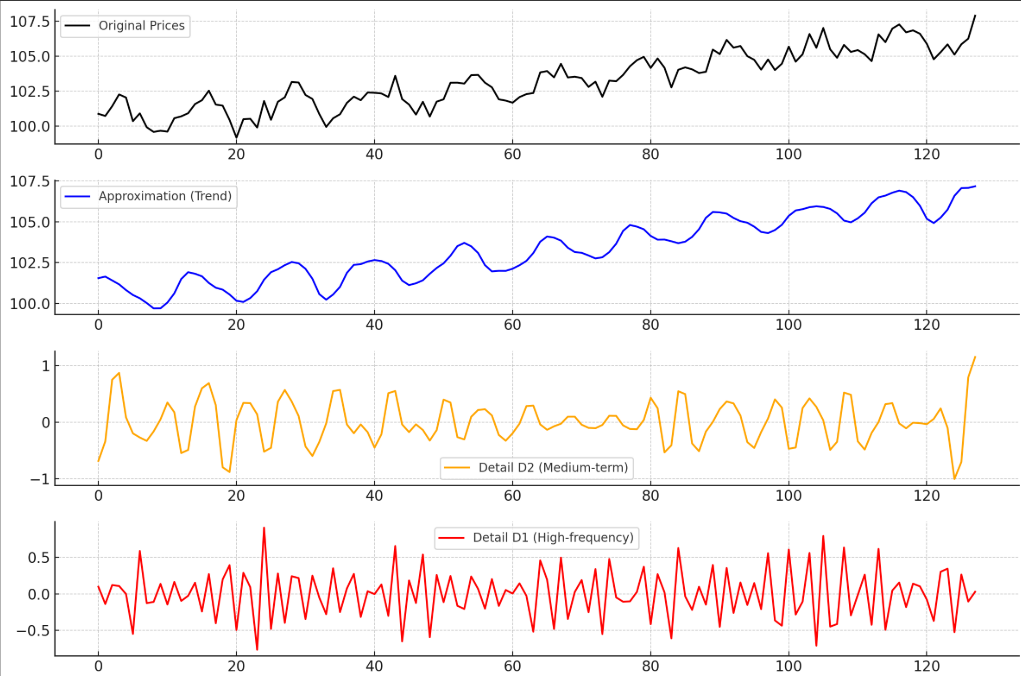 107.5
Original Prices
105.0
102.5
100.0
0 20 40 60 80 100 120
107.5
Approximation (Trend)
105.0
102.5
100.0
0 20 40 60 80 100 120
1
0
−1
Detail D2 (Medium-term)
0 20 40 60 80 100 120
Detail D1 (High-frequency)
0.5
0.0
−0.5
0 20 40 60 80 100 120